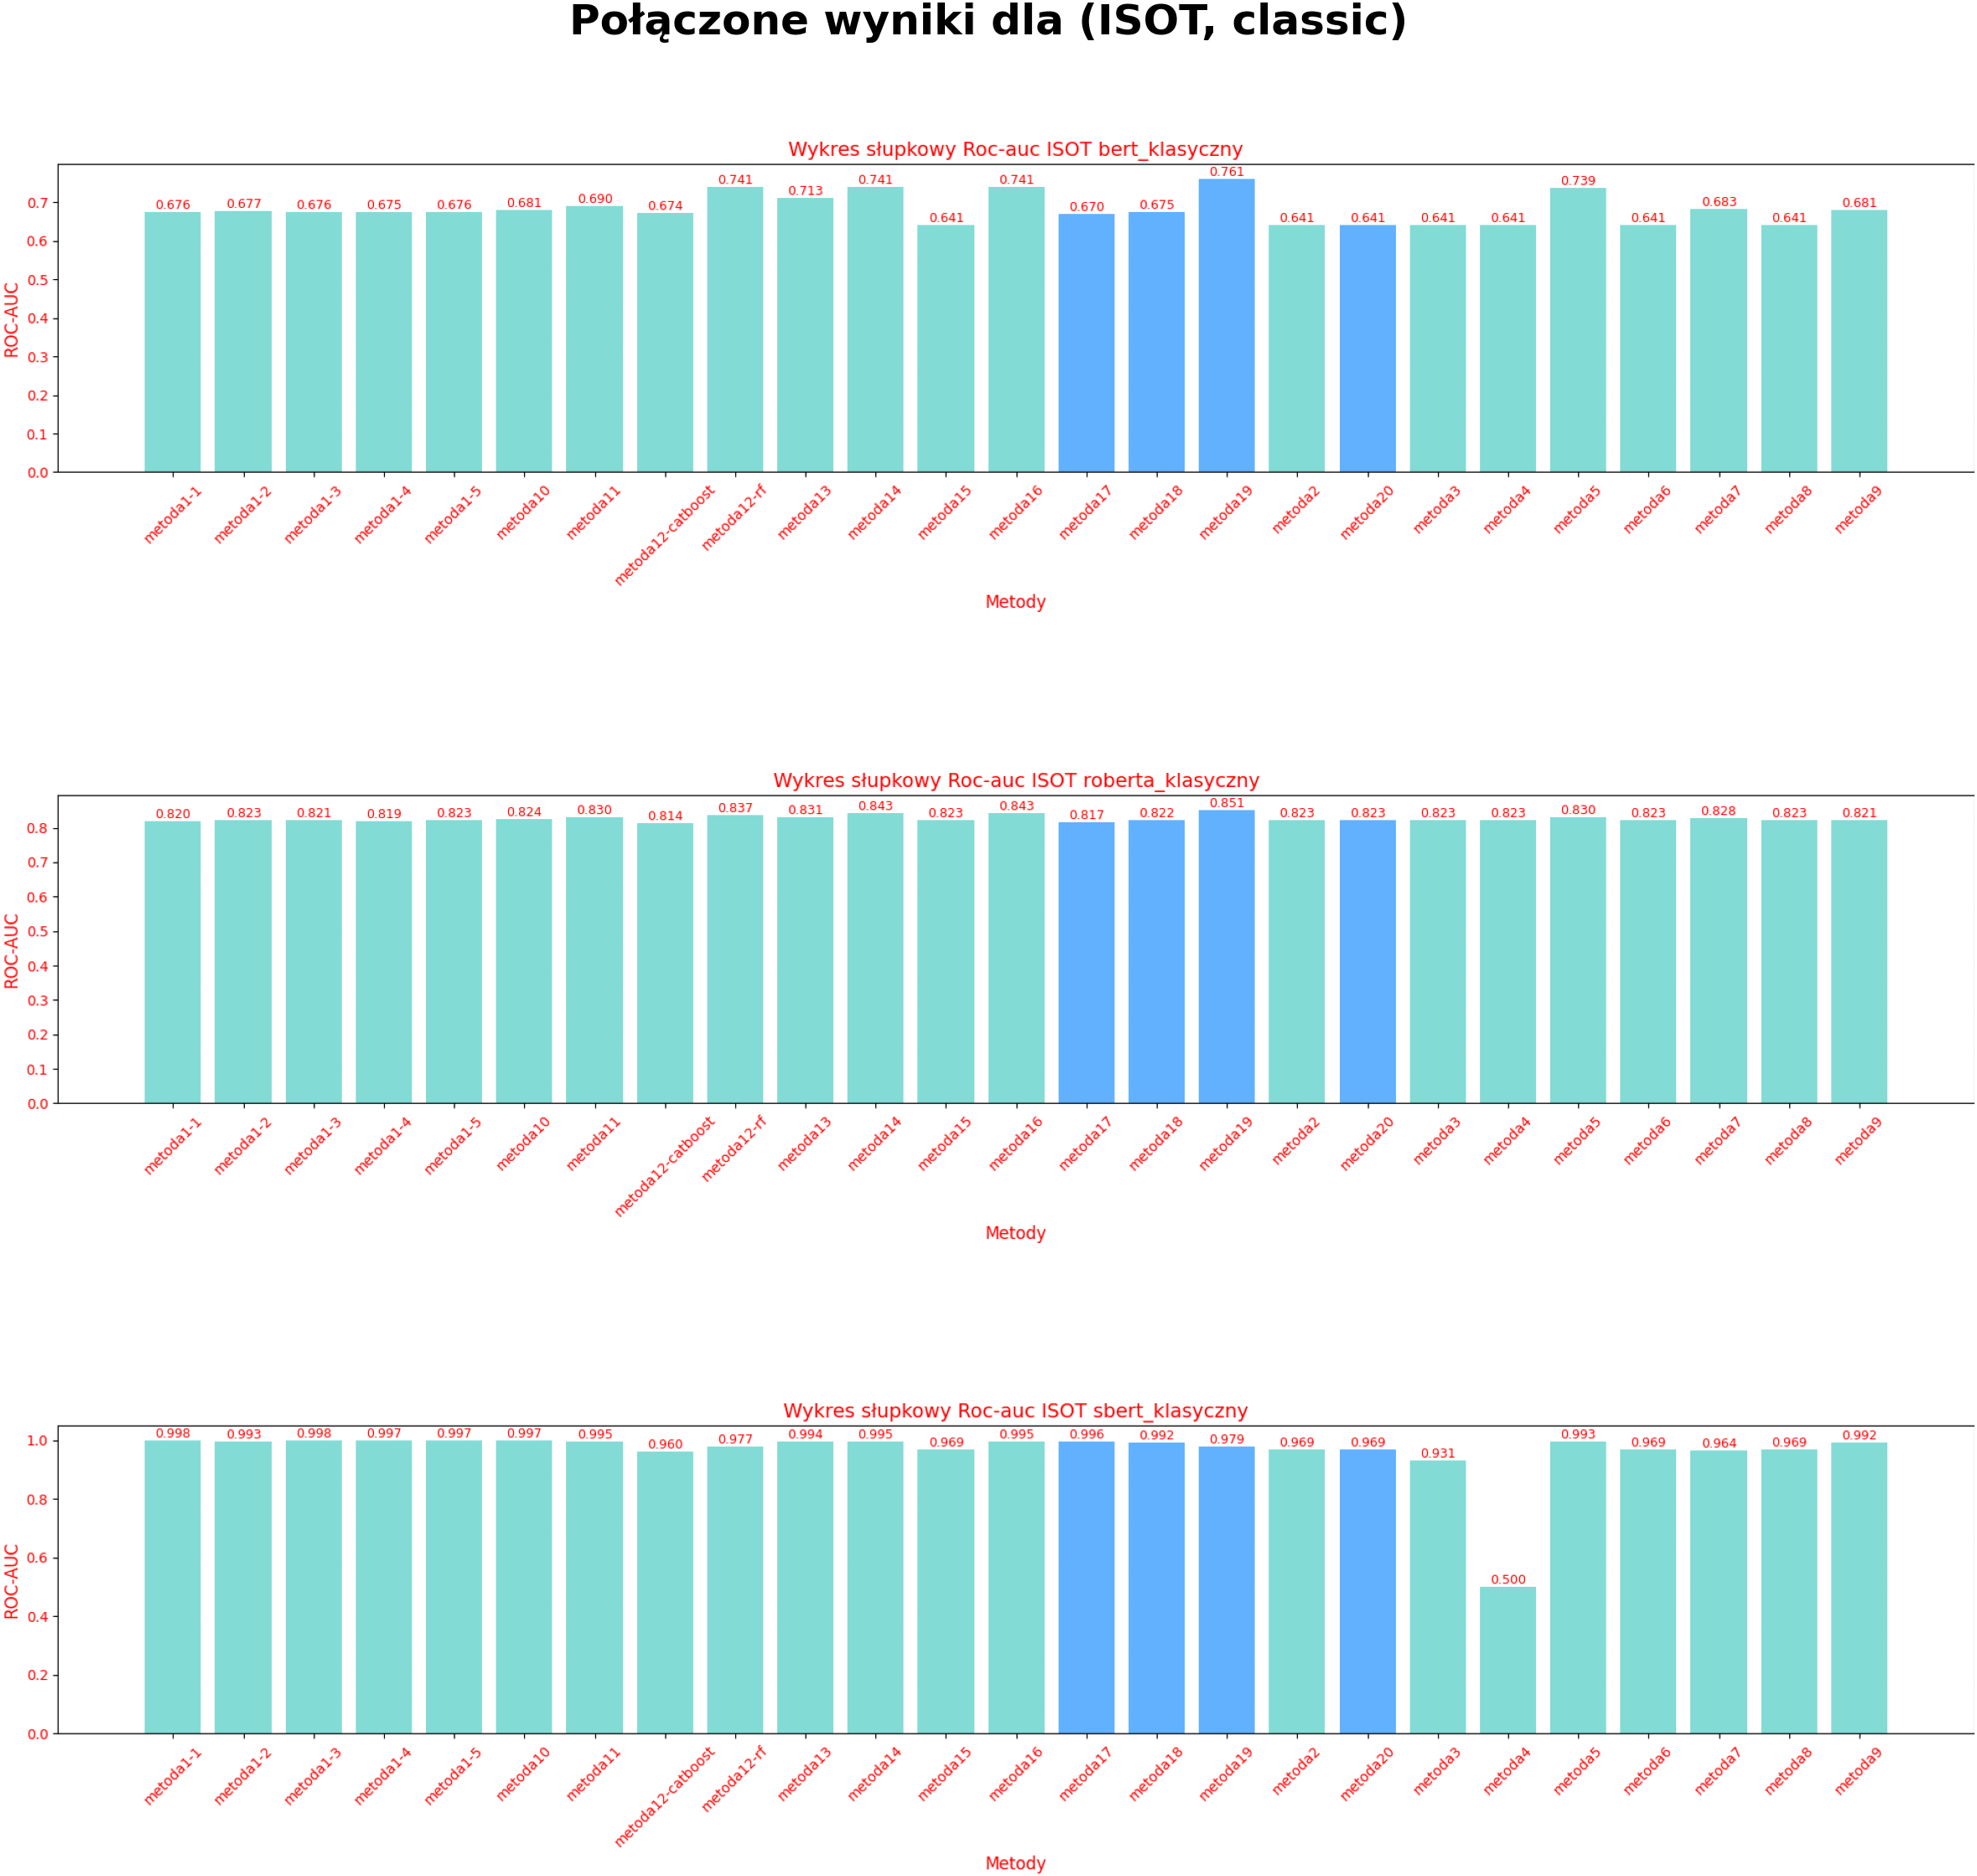 Połączone wyniki dla (ISOT, classic)
Wykres słupkowy Roc-auc ISOT bert_klasyczny
0.676 0.677 0.676 0.675 0.676 0.681 0.690 0.674 0.741 0.713 0.741 0.641 0.741 0.670 0.675 0.761 0.641 0.641 0.641 0.641 0.739 0.641 0.683 0.641 0.681
ROC-AUC
0.7
0.6
0.5
0.4
0.3
0.2
0.1
0.0
metoda1-1 metoda1-2 metoda1-3 metoda1-4 metoda1-5 metoda10 metoda11 metoda12-catboost metoda12-rf metoda13 metoda14 metoda15 metoda16 metoda17 metoda18 metoda19 metoda2 metoda20 metoda3 metoda4 metoda5 metoda6 metoda7 metoda8 metoda9
Metody
Wykres słupkowy Roc-auc ISOT roberta_klasyczny
0.820 0.823 0.821 0.819 0.823 0.824 0.830 0.814 0.837 0.831 0.843 0.823 0.843 0.817 0.822 0.851 0.823 0.823 0.823 0.823 0.830 0.823 0.828 0.823 0.821
ROC-AUC
0.8
0.7
0.6
0.5
0.4
0.3
0.2
0.1
0.0
metoda1-1 metoda1-2 metoda1-3 metoda1-4 metoda1-5 metoda10 metoda11 metoda12-catboost metoda12-rf metoda13 metoda14 metoda15 metoda16 metoda17 metoda18 metoda19 metoda2 metoda20 metoda3 metoda4 metoda5 metoda6 metoda7 metoda8 metoda9
Metody
Wykres słupkowy Roc-auc ISOT sbert_klasyczny
0.998 0.993 0.998 0.997 0.997 0.997 0.995 0.960 0.977 0.994 0.995 0.969 0.995 0.996 0.992 0.979 0.969 0.969 0.931 0.500 0.993 0.969 0.964 0.969 0.992
ROC-AUC
1.0
0.8
0.6
0.4
0.2
0.0
metoda1-1 metoda1-2 metoda1-3 metoda1-4 metoda1-5 metoda10 metoda11 metoda12-catboost metoda12-rf metoda13 metoda14 metoda15 metoda16 metoda17 metoda18 metoda19 metoda2 metoda20 metoda3 metoda4 metoda5 metoda6 metoda7 metoda8 metoda9
Metody